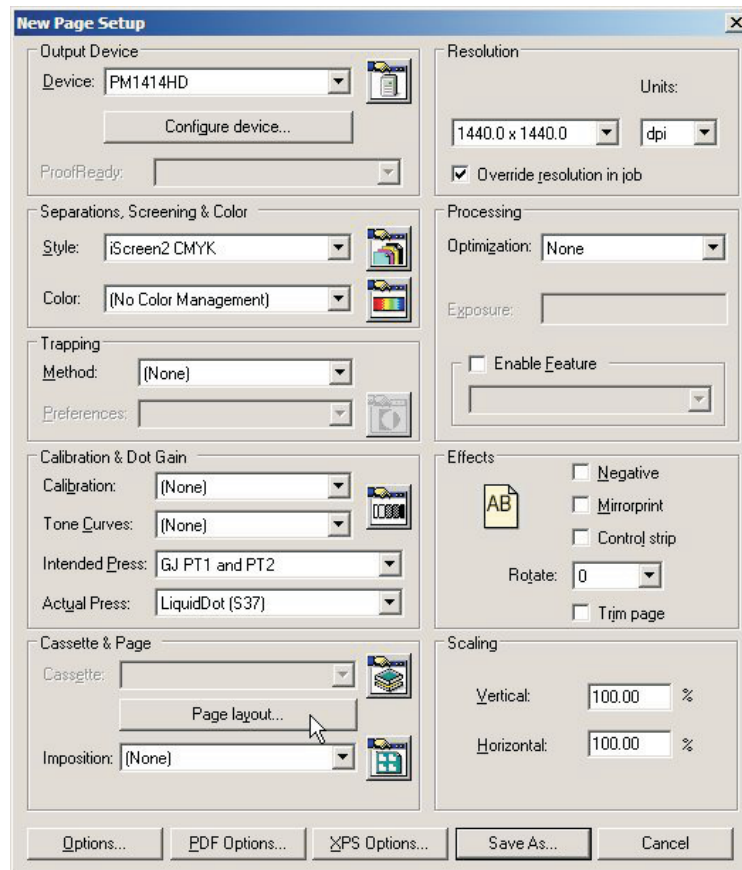 New Page Setup
Output Device
Device: PM1414HD
Configure device...
ProofReady:
Resolution
Units:
1440.0 x 1440.0 dpi
Override resolution in job
Separations, Screening & Color
Style: iScreen2 CMYK
Color: (No Color Management)
Processing
Optimization: None
Exposure:
Enable Feature
Trapping
Method: (None)
Preferences:
Calibration & Dot Gain
Calibration: (None)
Tone Curves: (None)
Intended Press: GJ PT1 and PT2
Actual Press: LiquidDot (S37)
Effects
AB
Negative
Mirrorprint
Control strip
Rotate: 0
Trim page
Cassette & Page
Cassette:
Page layout...
Imposition: (None)
Scaling
Vertical: 100.00 %
Horizontal: 100.00 %
Options... PDF Options... XPS Options... Save As... Cancel